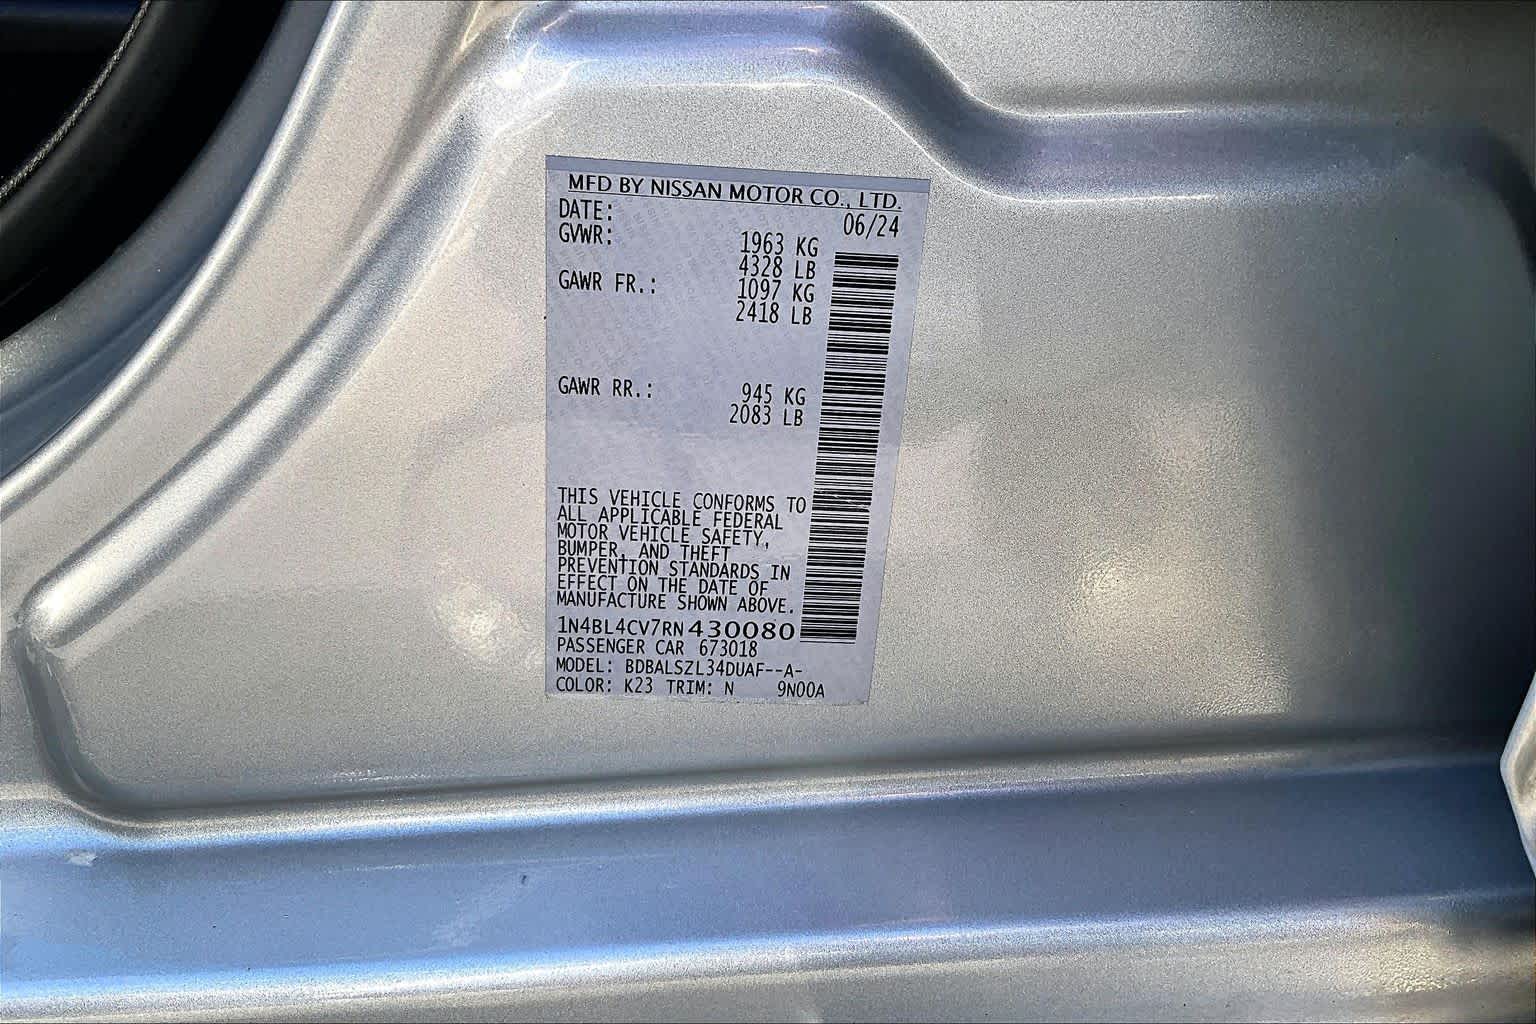 MFD BY NISSAN MOTOR CO., LTD.
DATE: 06/24
GVWR: 1963 KG
4328 LB
GAWR FR.: 1097 KG
2418 LB
GAWR RR.: 945 KG
2083 LB
THIS VEHICLE CONFORMS TO
ALL APPLICABLE FEDERAL
MOTOR VEHICLE SAFETY,
BUMPER, AND THEFT
PREVENTION STANDARDS IN
EFFECT ON THE DATE OF
MANUFACTURE SHOWN ABOVE.
1N4BL4CV7RN430080
PASSENGER CAR 673018
MODEL: BDBALSZL34DUAF--A-
COLOR: K23 TRIM: N 9N00A